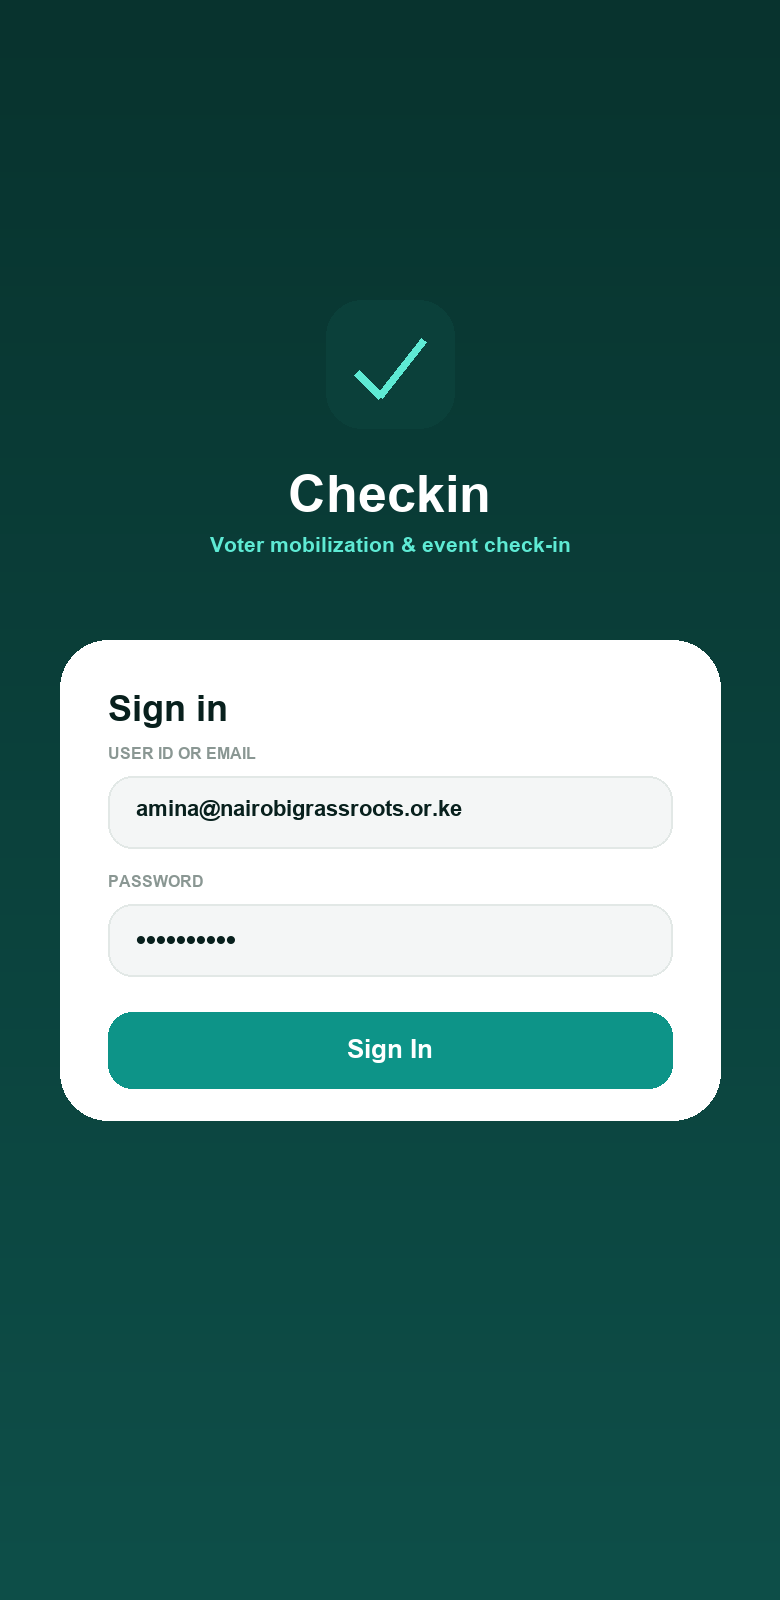 Checkin
Voter mobilization & event check-in
Sign in
USER ID OR EMAIL
amina@nairobigrassroots.or.ke
PASSWORD
••••••••••
Sign In